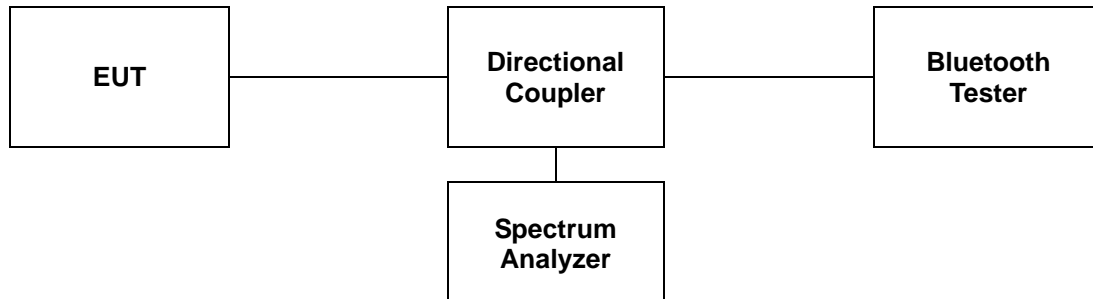 EUT
Directional
Coupler
Bluetooth
Tester
Spectrum
Analyzer